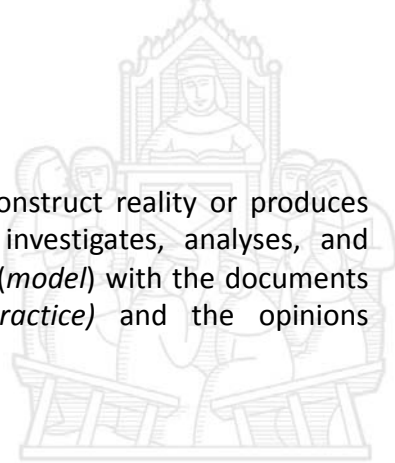 onstruct reality or produces
investigates, analyses, and
(model) with the documents
ractice) and the opinions